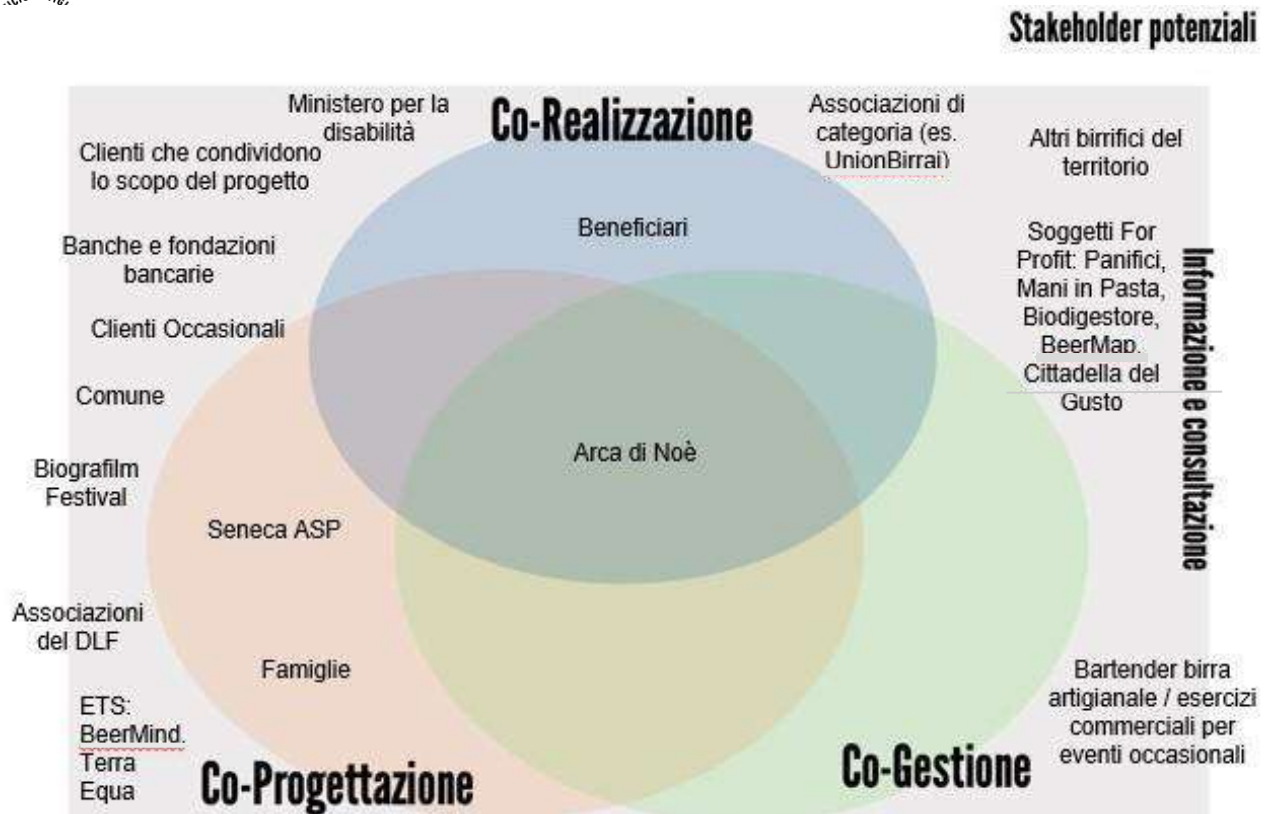 Stakeholder potenziali
Ministero per la
disabilità
Co-Realizzazione
Associazioni di
categoria (es.
UnionBirrai)
Altri birrifici del
territorio
Clienti che condividono
lo scopo del progetto
Beneficiari
Banche e fondazioni
bancarie
Soggetti For
Profit: Panifici,
Mani in Pasta,
Biodigestore,
BeerMap.
Cittadella del
Gusto
Informazione e consultazione
Clienti Occasionali
Comune
Arca di Noè
Biografilm
Festival
Seneca ASP
Associazioni
del DLF
Famiglie
Bartender birra
artigianale / esercizi
commerciali per
eventi occasionali
ETS:
BeerMind.
Terra
Equa
Co-Progettazione
Co-Gestione